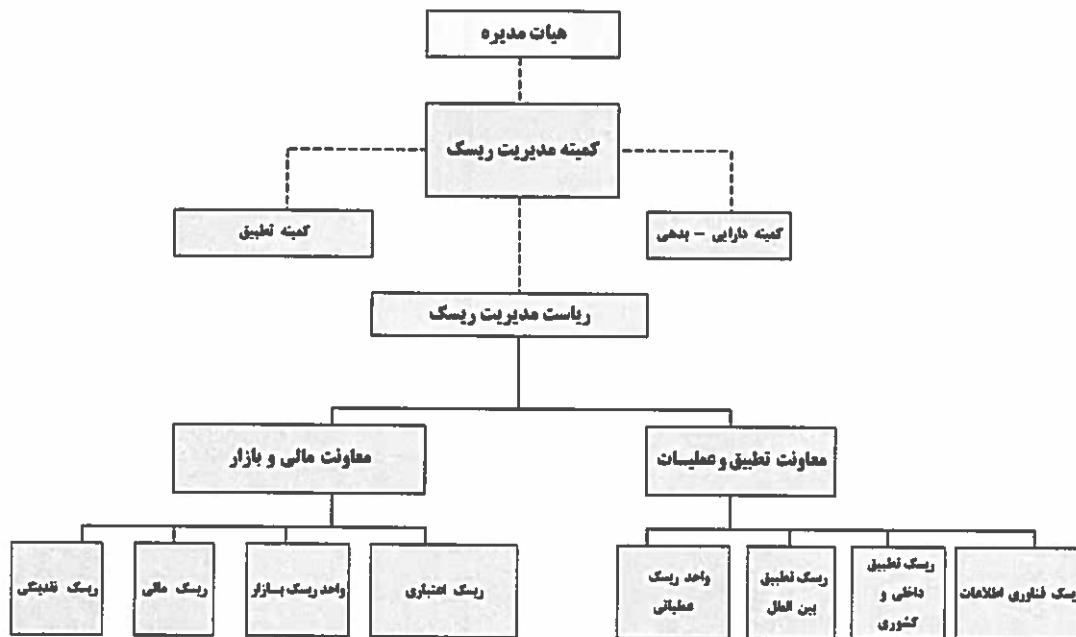 هیات مدیره
کمیته مدیریت ریسک
کمیته دارایی – بدهی
کمیته تطبیق
ریاست مدیریت ریسک
معاونت تطبیق و عملیات
معاونت مالی و بازار
ریسک فناوری اطلاعات
ریسک تطبیق
داخلی و
کشوری
ریسک تطبیق
بین الملل
واحد ریسک
عملیاتی
ریسک اعتباری
واحد ریسک بازار
ریسک مالی
ریسک نقدینگی